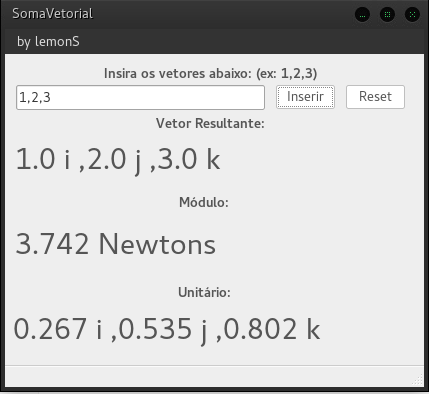 SomaVetorial
by lemonS
Insira os vetores abaixo: (ex: 1,2,3)
1,2,3 Inserir Reset
Vetor Resultante:
1.0 i ,2.0 j ,3.0 k
Módulo:
3.742 Newtons
Unitário:
0.267 i ,0.535 j ,0.802 k